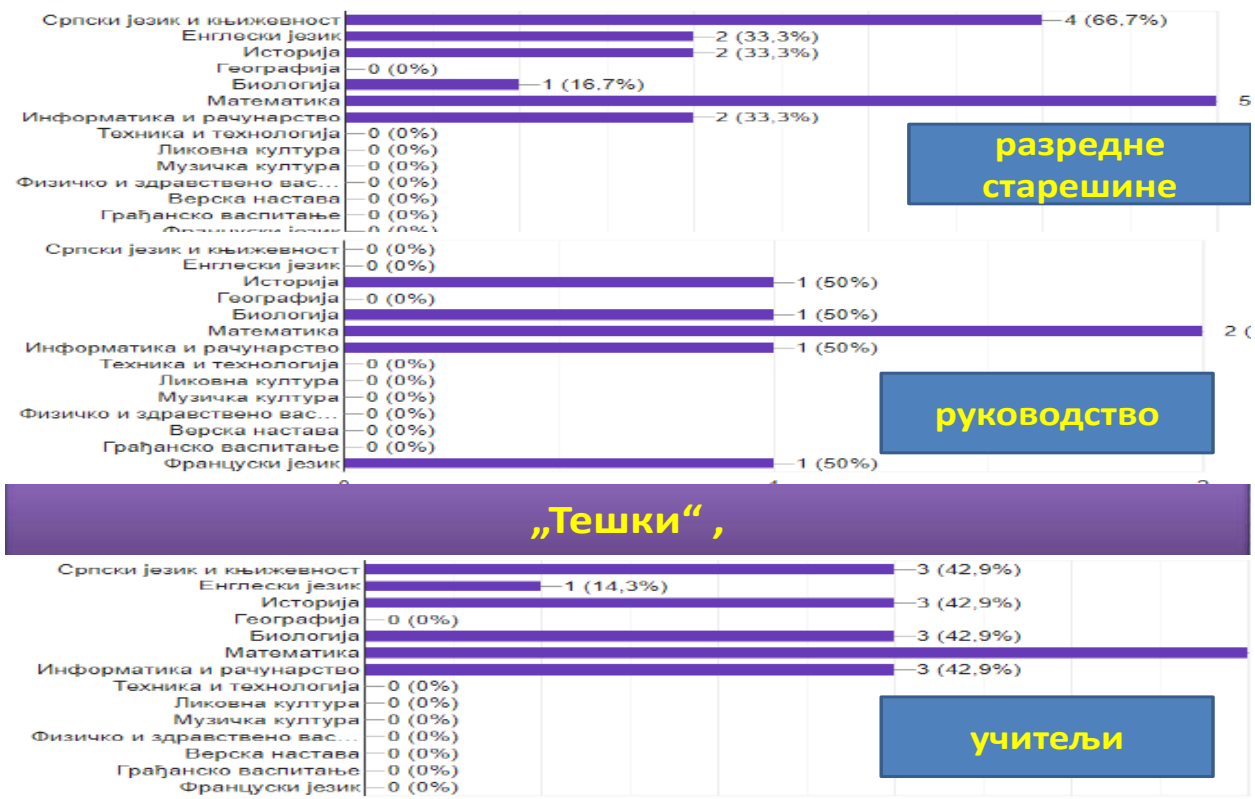 Српски језик и књижевност 4 (66,7%)
Енглески језик 2 (33,3%)
Историја 2 (33,3%)
Географија 0 (0%)
Биологија 1 (16,7%)
Математика 5
Информатика и рачунарство 2 (33,3%)
Техника и технологија 0 (0%)
Ликовна култура 0 (0%)
Музичка култура 0 (0%)
Физичко и здравствено вас... 0 (0%)
Верска настава 0 (0%)
Грађанско васпитање 0 (0%)
Француски језик 0 (0%)
разредне
старешине
Српски језик и књижевност 0 (0%)
Енглески језик 0 (0%)
Историја 1 (50%)
Географија 0 (0%)
Биологија 1 (50%)
Математика 2 (
Информатика и рачунарство 1 (50%)
Техника и технологија 0 (0%)
Ликовна култура 0 (0%)
Музичка култура 0 (0%)
Физичко и здравствено вас... 0 (0%)
Верска настава 0 (0%)
Грађанско васпитање 0 (0%)
Француски језик 1 (50%)
руководство
„Тешки“ ,
Српски језик и књижевност 3 (42,9%)
Енглески језик 1 (14,3%)
Историја 3 (42,9%)
Географија 0 (0%)
Биологија 3 (42,9%)
Математика
Информатика и рачунарство 3 (42,9%)
Техника и технологија 0 (0%)
Ликовна култура 0 (0%)
Музичка култура 0 (0%)
Физичко и здравствено вас... 0 (0%)
Верска настава 0 (0%)
Грађанско васпитање 0 (0%)
Француски језик 0 (0%)
учитељи